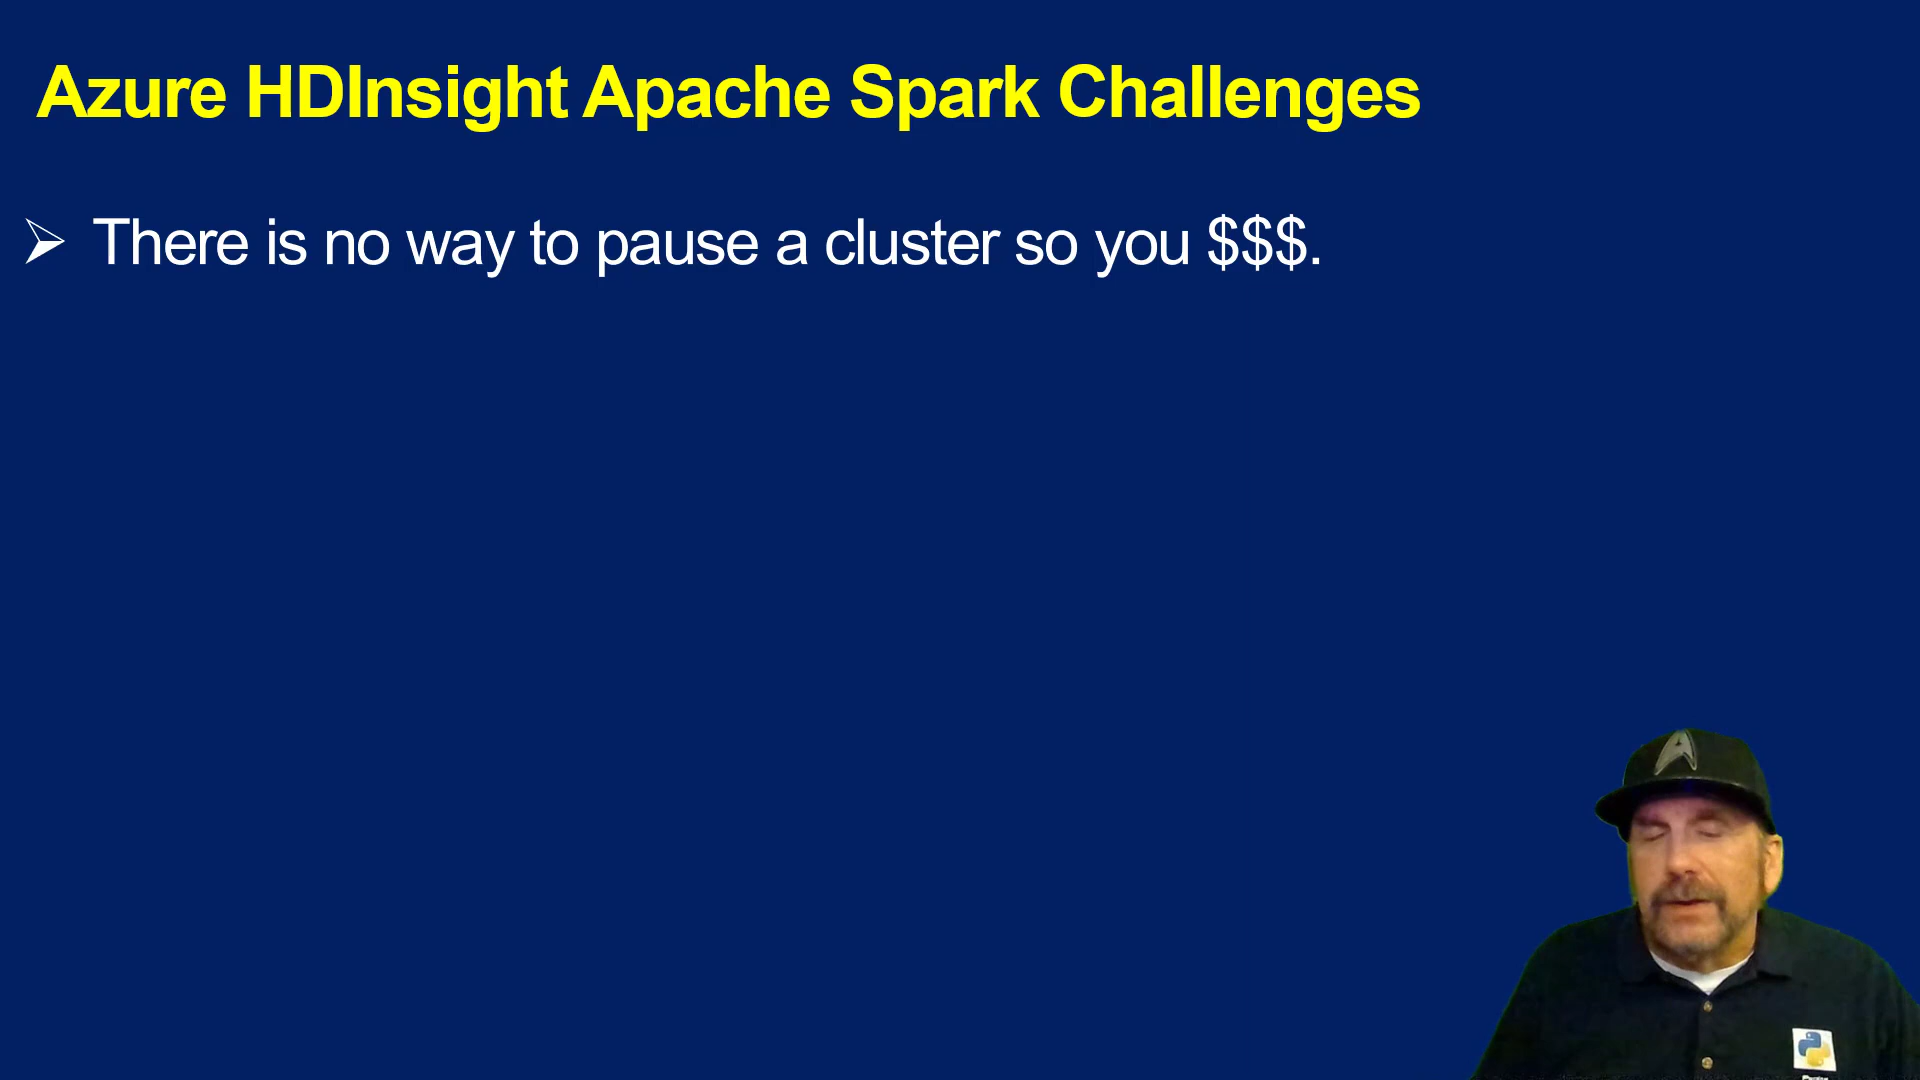 Azure HDInsight Apache Spark Challenges
There is no way to pause a cluster so you $$$.